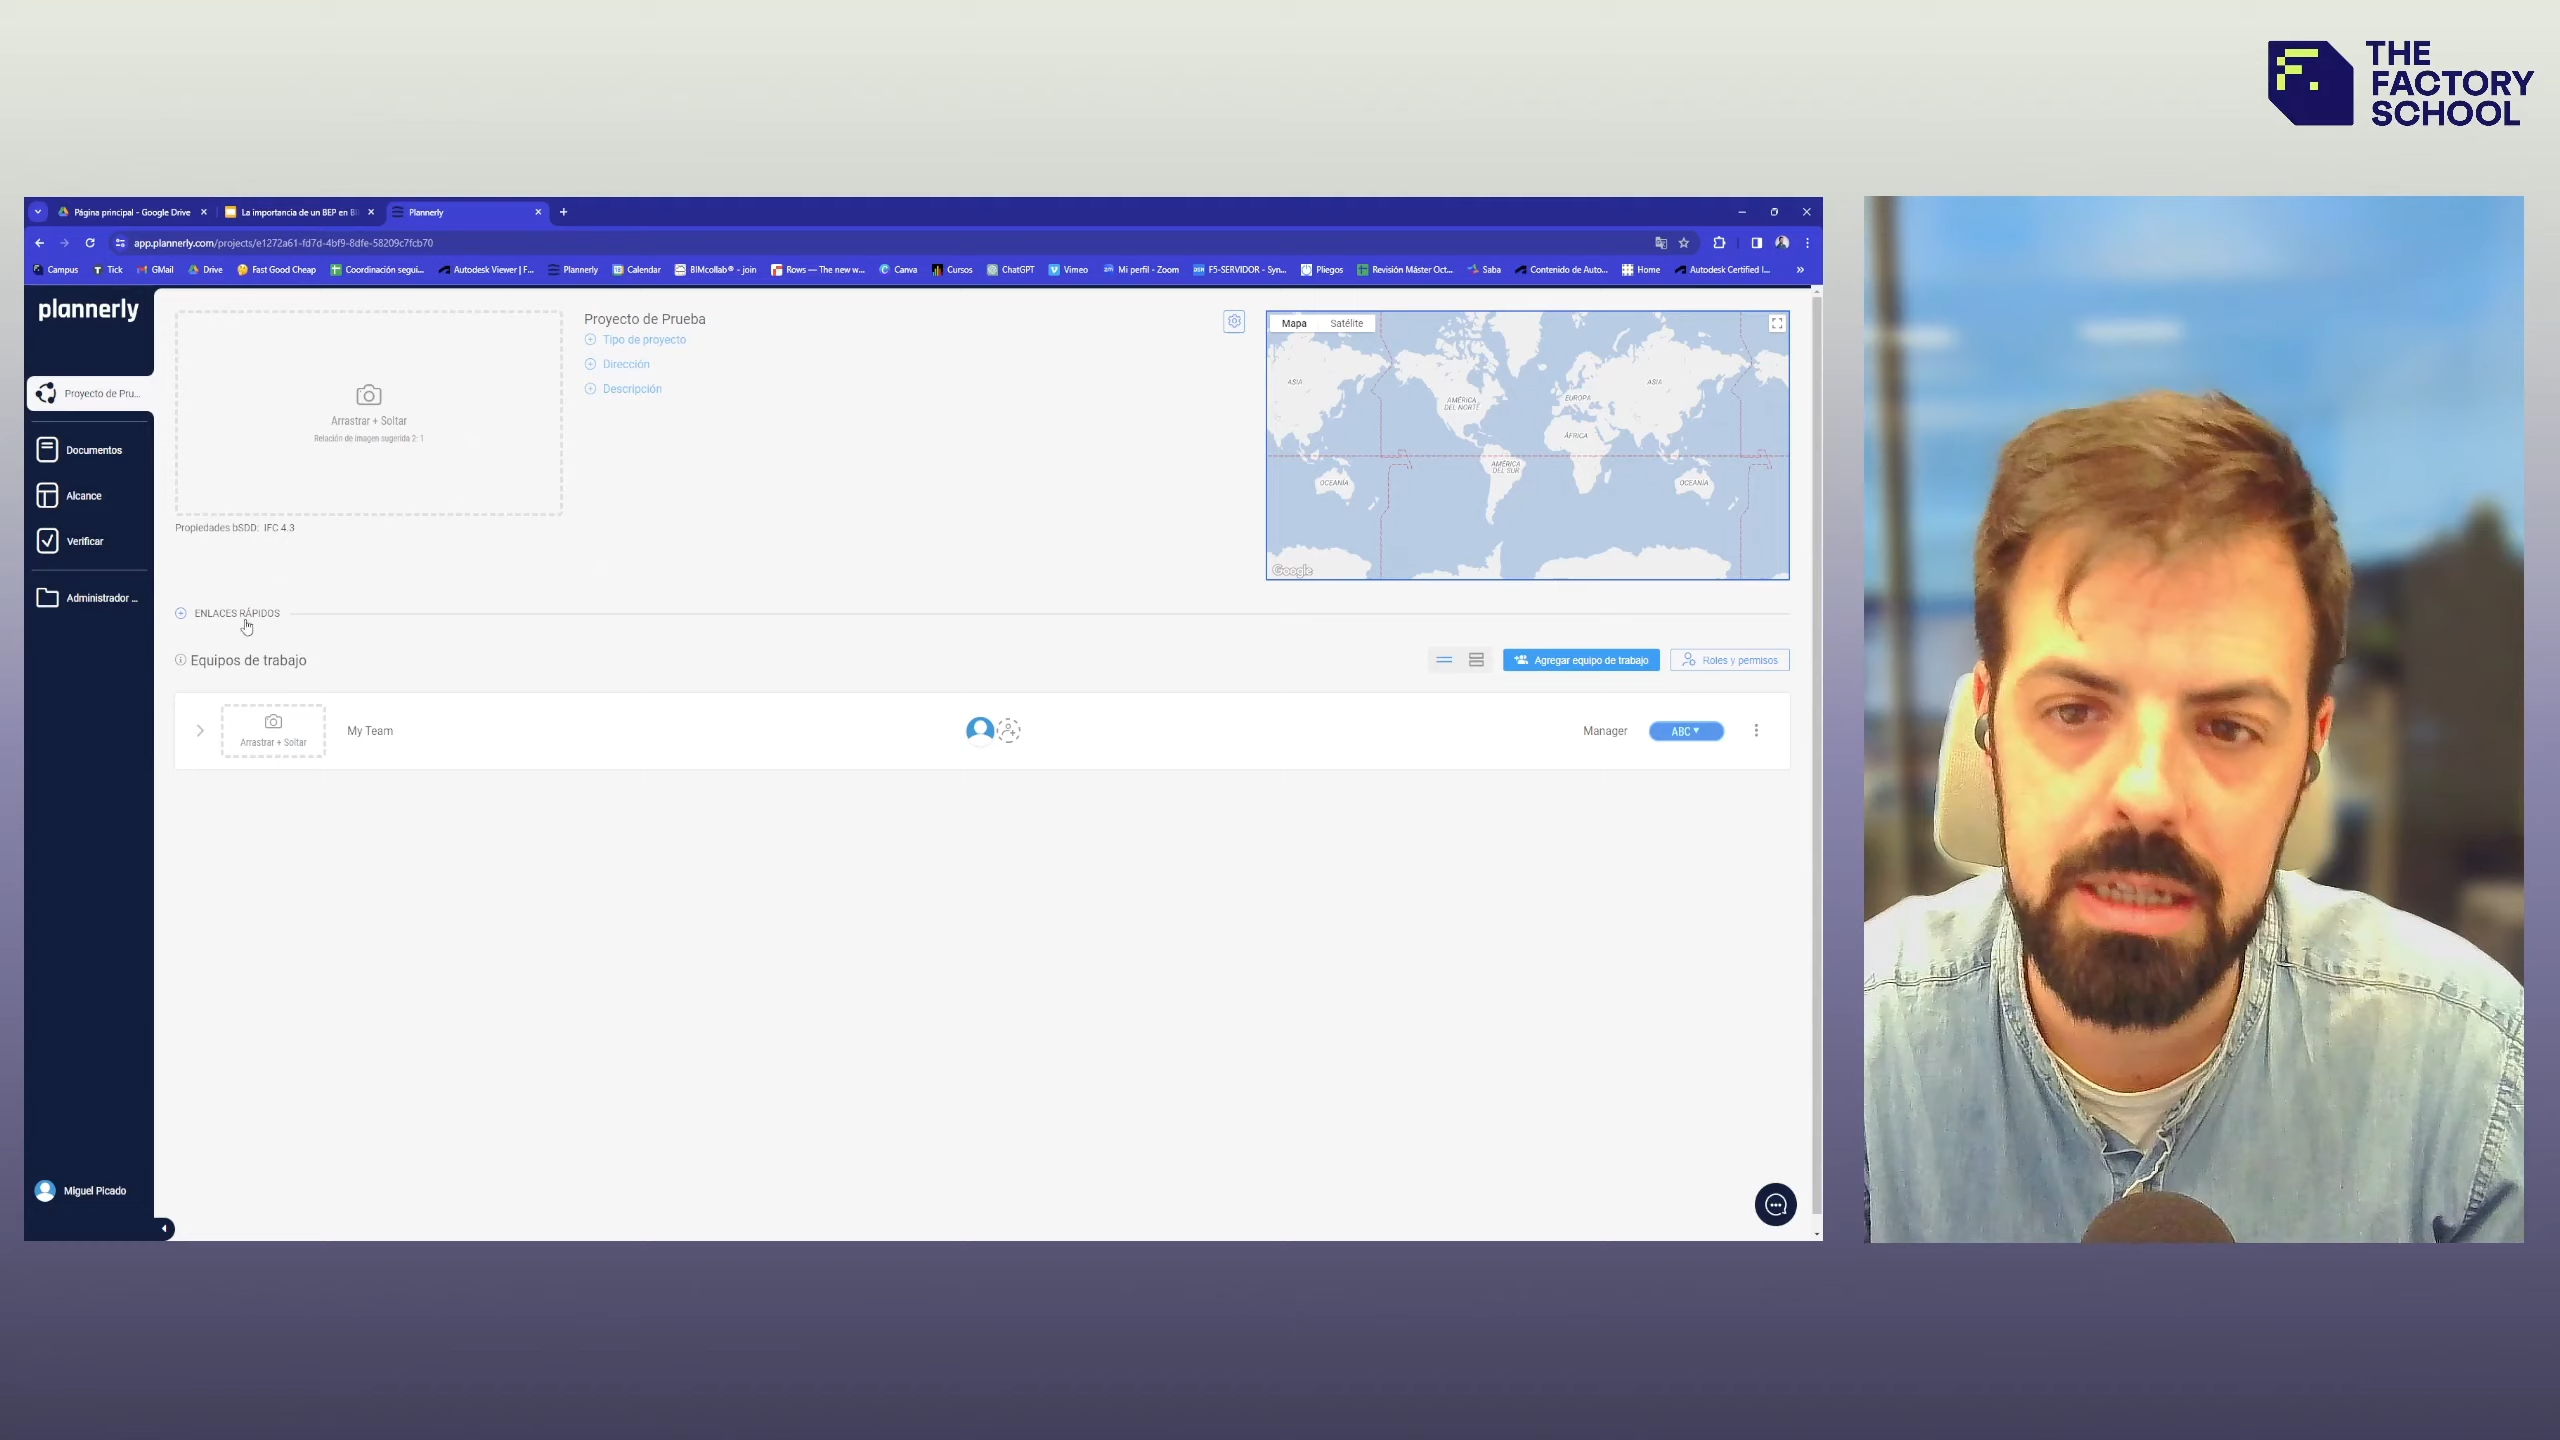 THE
FACTORY
SCHOOL
Página principal - Google Drive
La importancia de un BEP en BI
Plannerly
app.plannerly.com/projects/e1272a61-fd7d-4bf9-8dfe-58209c7fcb70
Campus
Tick
GMail
Drive
Fast Good Cheap
Coordinación segui...
Autodesk Viewer | F...
Plannerly
Calendar
BIMcollab® - join
Rows — The new w...
Canva
Cursos
ChatGPT
Vimeo
Mi perfil - Zoom
F5-SERVIDOR - Syn...
Pliegos
Revisión Máster Oct...
Saba
Contenido de Auto...
Home
Autodesk Certified I...
plannerly
Proyecto de Pru...
Documentos
Alcance
Verificar
Administrador ...
Miguel Picado
Arrastrar + Soltar
Relación de imagen sugerida 2: 1
Propiedades bSDD: IFC 4.3
Proyecto de Prueba
Tipo de proyecto
Dirección
Descripción
Mapa
Satélite
ASIA
AMÉRICA
DEL NORTE
EUROPA
ASIA
ÁFRICA
AMÉRICA
DEL SUR
OCEANÍA
OCEANÍA
Google
ENLACES RÁPIDOS
Equipos de trabajo
Agregar equipo de trabajo
Roles y permisos
Arrastrar + Soltar
My Team
Manager
ABC